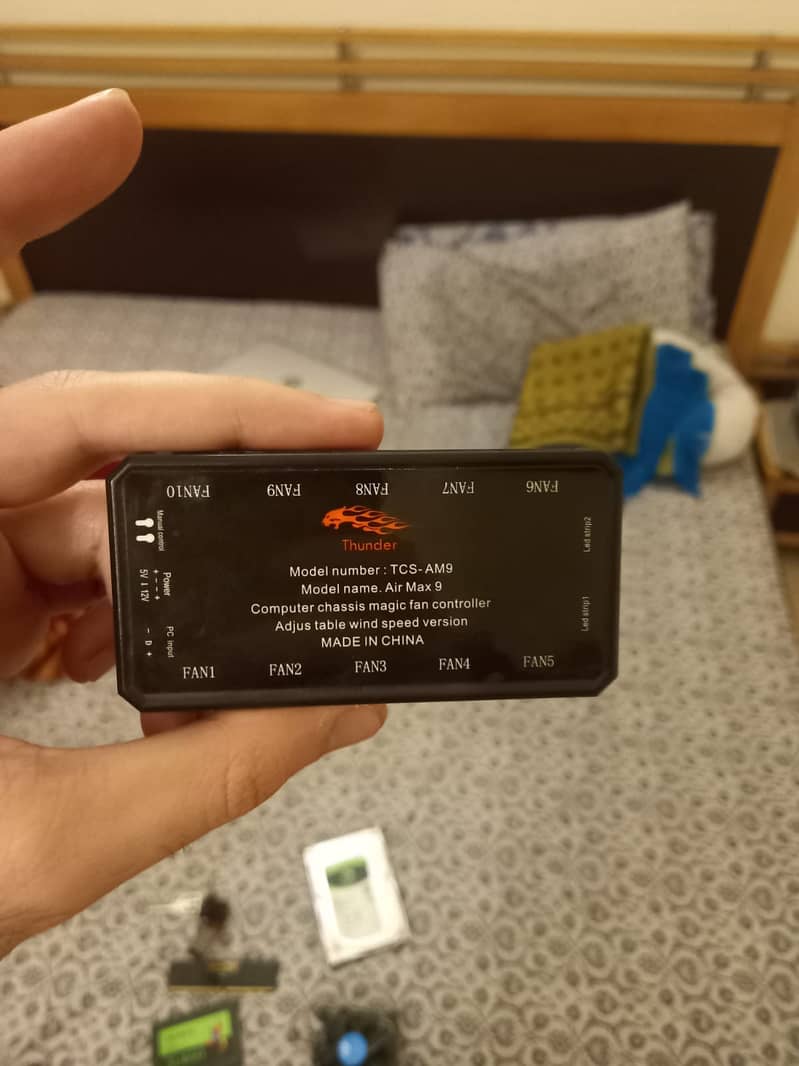 FAN10 FAN9 FAN8 FAN7 FAN6
Manual control
Power
+ - - +
5V 12V
PC input
- D +
Thunder
Model number : TCS- AM9
Model name. Air Max 9
Computer chassis magic fan controller
Adjus table wind speed version
MADE IN CHINA
Led strip2
Led strip1
FAN1 FAN2 FAN3 FAN4 FAN5